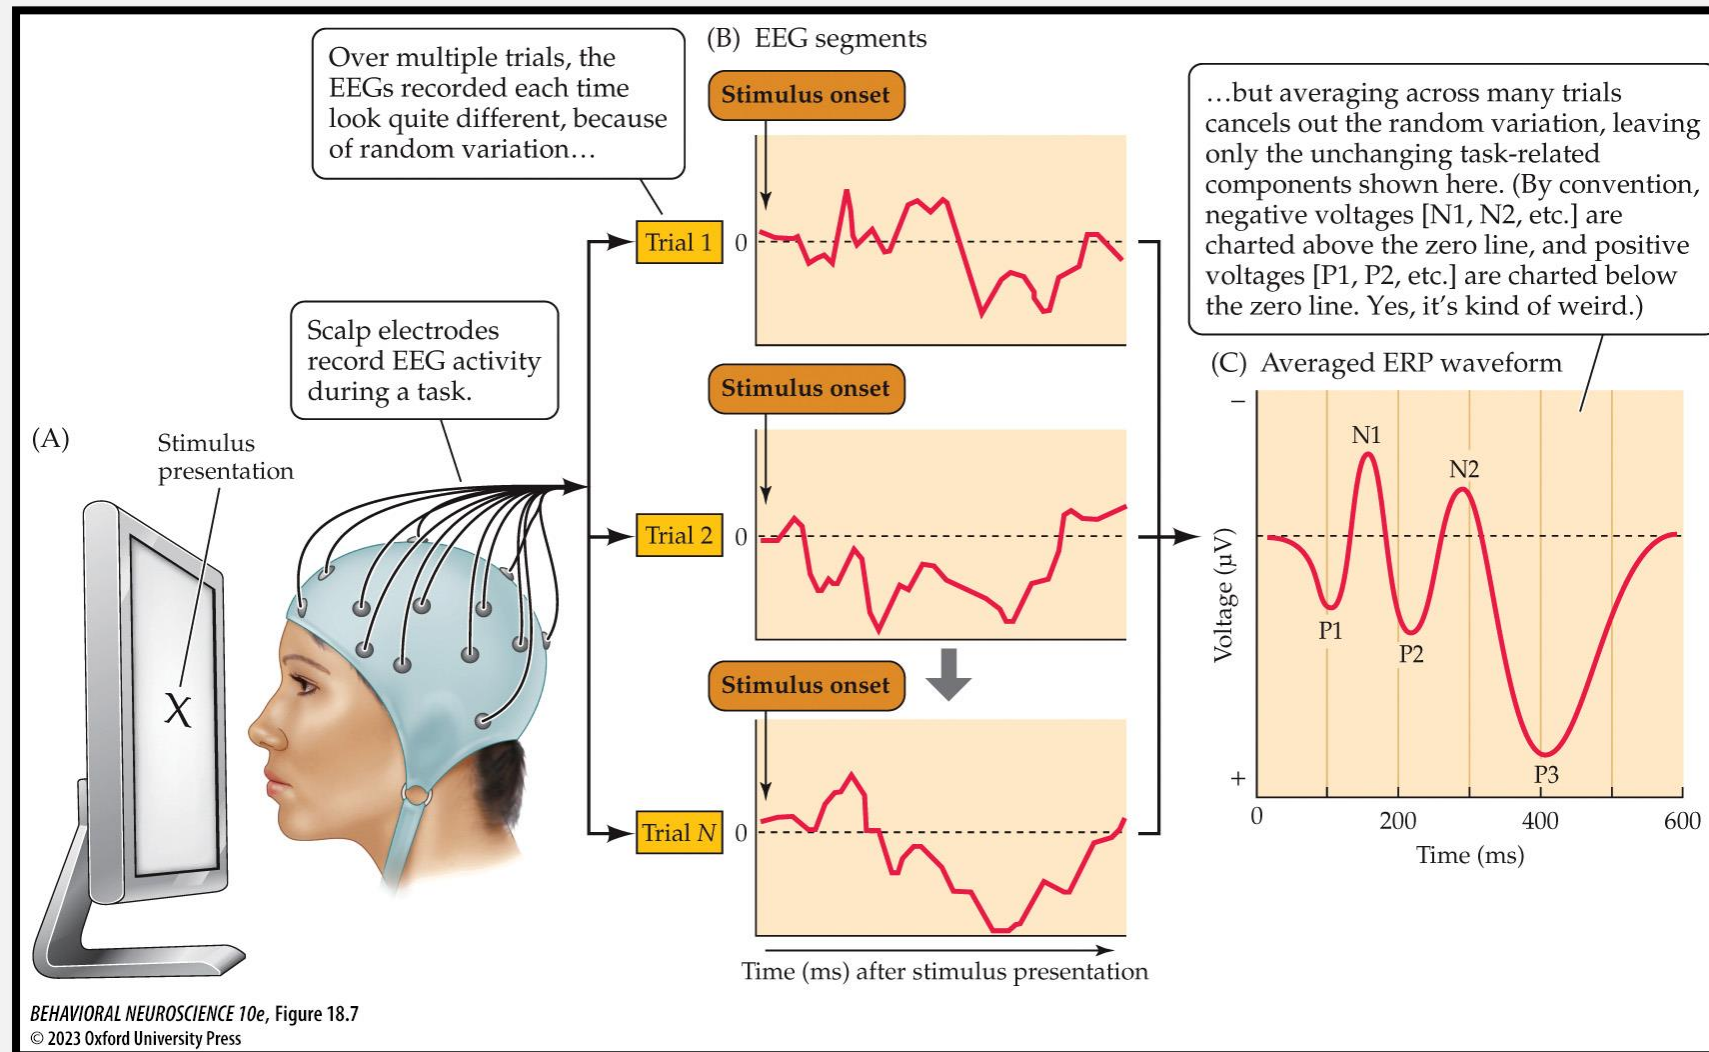 Over multiple trials, the
EEGs recorded each time
look quite different, because
of random variation…
(B) EEG segments
Stimulus onset
Trial 1
0
…but averaging across many trials
cancels out the random variation, leaving
only the unchanging task-related
components shown here. (By convention,
negative voltages [N1, N2, etc.] are
charted above the zero line, and positive
voltages [P1, P2, etc.] are charted below
the zero line. Yes, it’s kind of weird.)
Scalp electrodes
record EEG activity
during a task.
(A)
Stimulus
presentation
X
Stimulus onset
Trial 2
0
Stimulus onset
Trial N
0
Time (ms) after stimulus presentation
(C) Averaged ERP waveform
–
N1
N2
Voltage (µV)
P1
P2
P3
+
0 200 400 600
Time (ms)
BEHAVIORAL NEUROSCIENCE 10e, Figure 18.7
© 2023 Oxford University Press